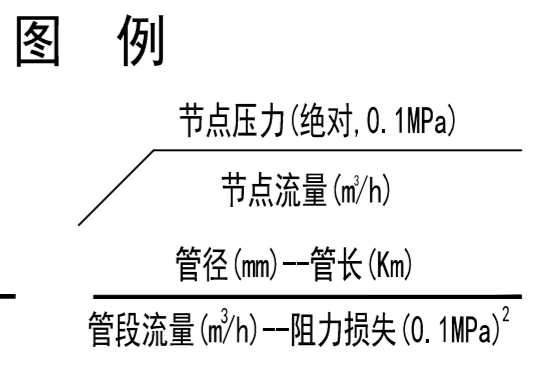 图 例
节点压力(绝对,0.1MPa)
节点流量(m³/h)
管径(mm)--管长(Km)
管段流量(m³/h)--阻力损失(0.1MPa)²